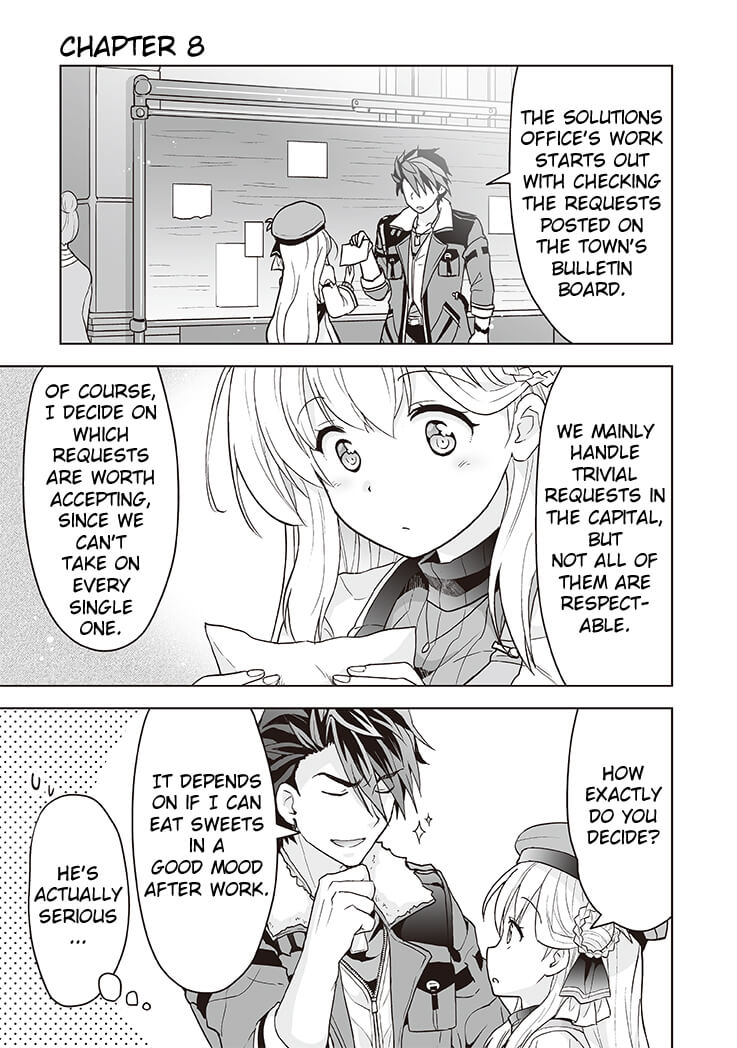 CHAPTER 8
THE SOLUTIONS
OFFICE'S WORK
STARTS OUT
WITH CHECKING
THE REQUESTS
POSTED ON
THE TOWN'S
BULLETIN
BOARD.
WE MAINLY
HANDLE
TRIVIAL
REQUESTS IN
THE CAPITAL,
BUT
NOT ALL OF
THEM ARE
RESPECT-
ABLE.
OF COURSE,
I DECIDE ON
WHICH
REQUESTS
ARE WORTH
ACCEPTING,
SINCE WE
CAN'T
TAKE ON
EVERY
SINGLE
ONE.
HOW
EXACTLY
DO YOU
DECIDE?
IT DEPENDS
ON IF I CAN
EAT SWEETS
IN A
GOOD MOOD
AFTER WORK.
HE'S
ACTUALLY
SERIOUS
...